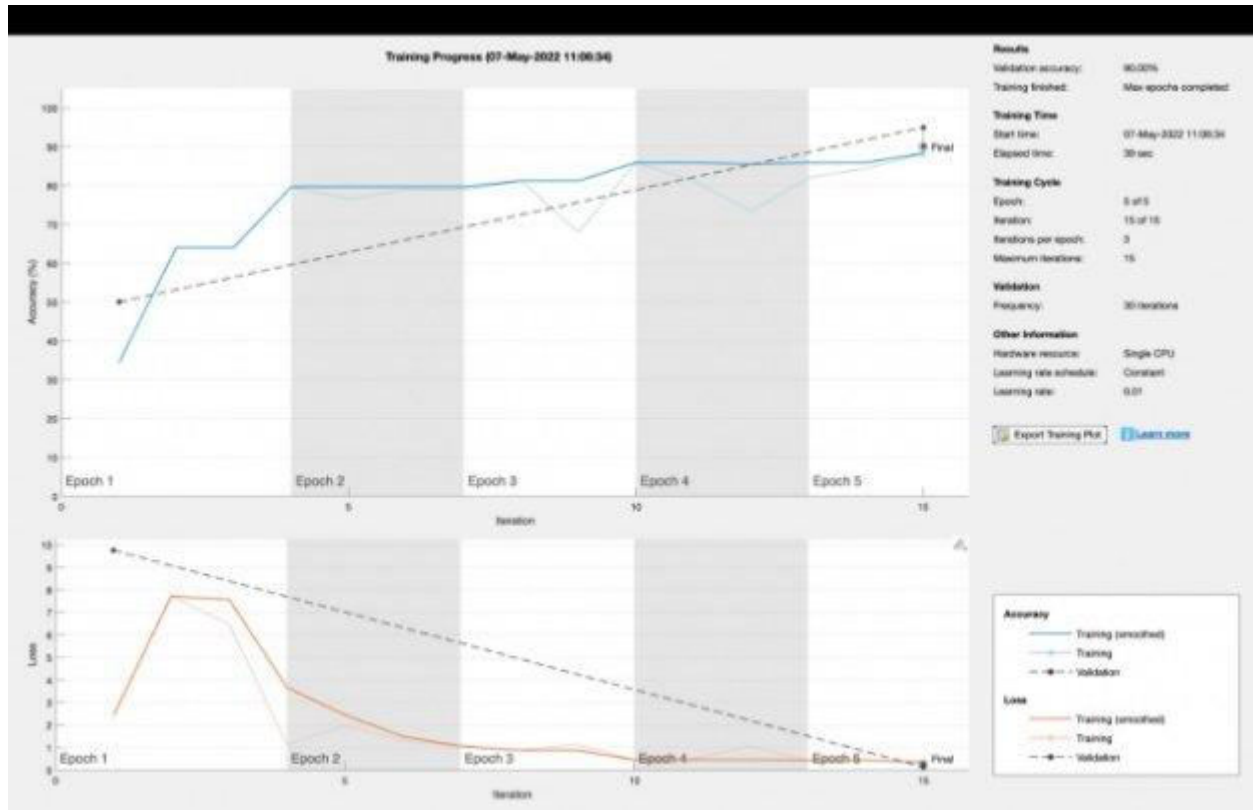 Training Progress (07-May-2022 11:06:34)
Accuracy (%)
100
90
80
70
60
50
40
30
20
10
0
Final
Epoch 1
Epoch 2
Epoch 3
Epoch 4
Epoch 5
0
5
10
15
Iteration
Loss
10
9
8
7
6
5
4
3
2
1
0
Epoch 1
Epoch 2
Epoch 3
Epoch 4
Epoch 5
Final
0
5
10
15
Iteration
Results
Validation accuracy: 90.00%
Training finished: Max epochs completed
Training Time
Start time: 07-May-2022 11:06:34
Elapsed time: 39 sec
Training Cycle
Epoch: 5 of 5
Iteration: 15 of 15
Iterations per epoch: 3
Maximum iterations: 15
Validation
Frequency: 30 iterations
Other Information
Hardware resource: Single CPU
Learning rate schedule: Constant
Learning rate: 0.01
Export Training Plot
Learn more
Accuracy
Training (smoothed)
Training
Validation
Loss
Training (smoothed)
Training
Validation